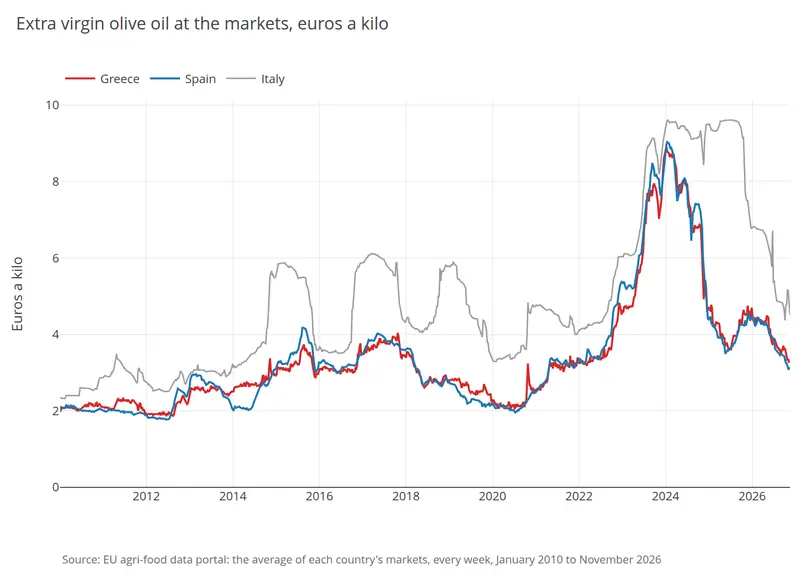 Extra virgin olive oil at the markets, euros a kilo
Greece
Spain
Italy
10
8
6
4
2
0
Euros a kilo
2012
2014
2016
2018
2020
2022
2024
2026
Source: EU agri-food data portal: the average of each country's markets, every week, January 2010 to November 2026